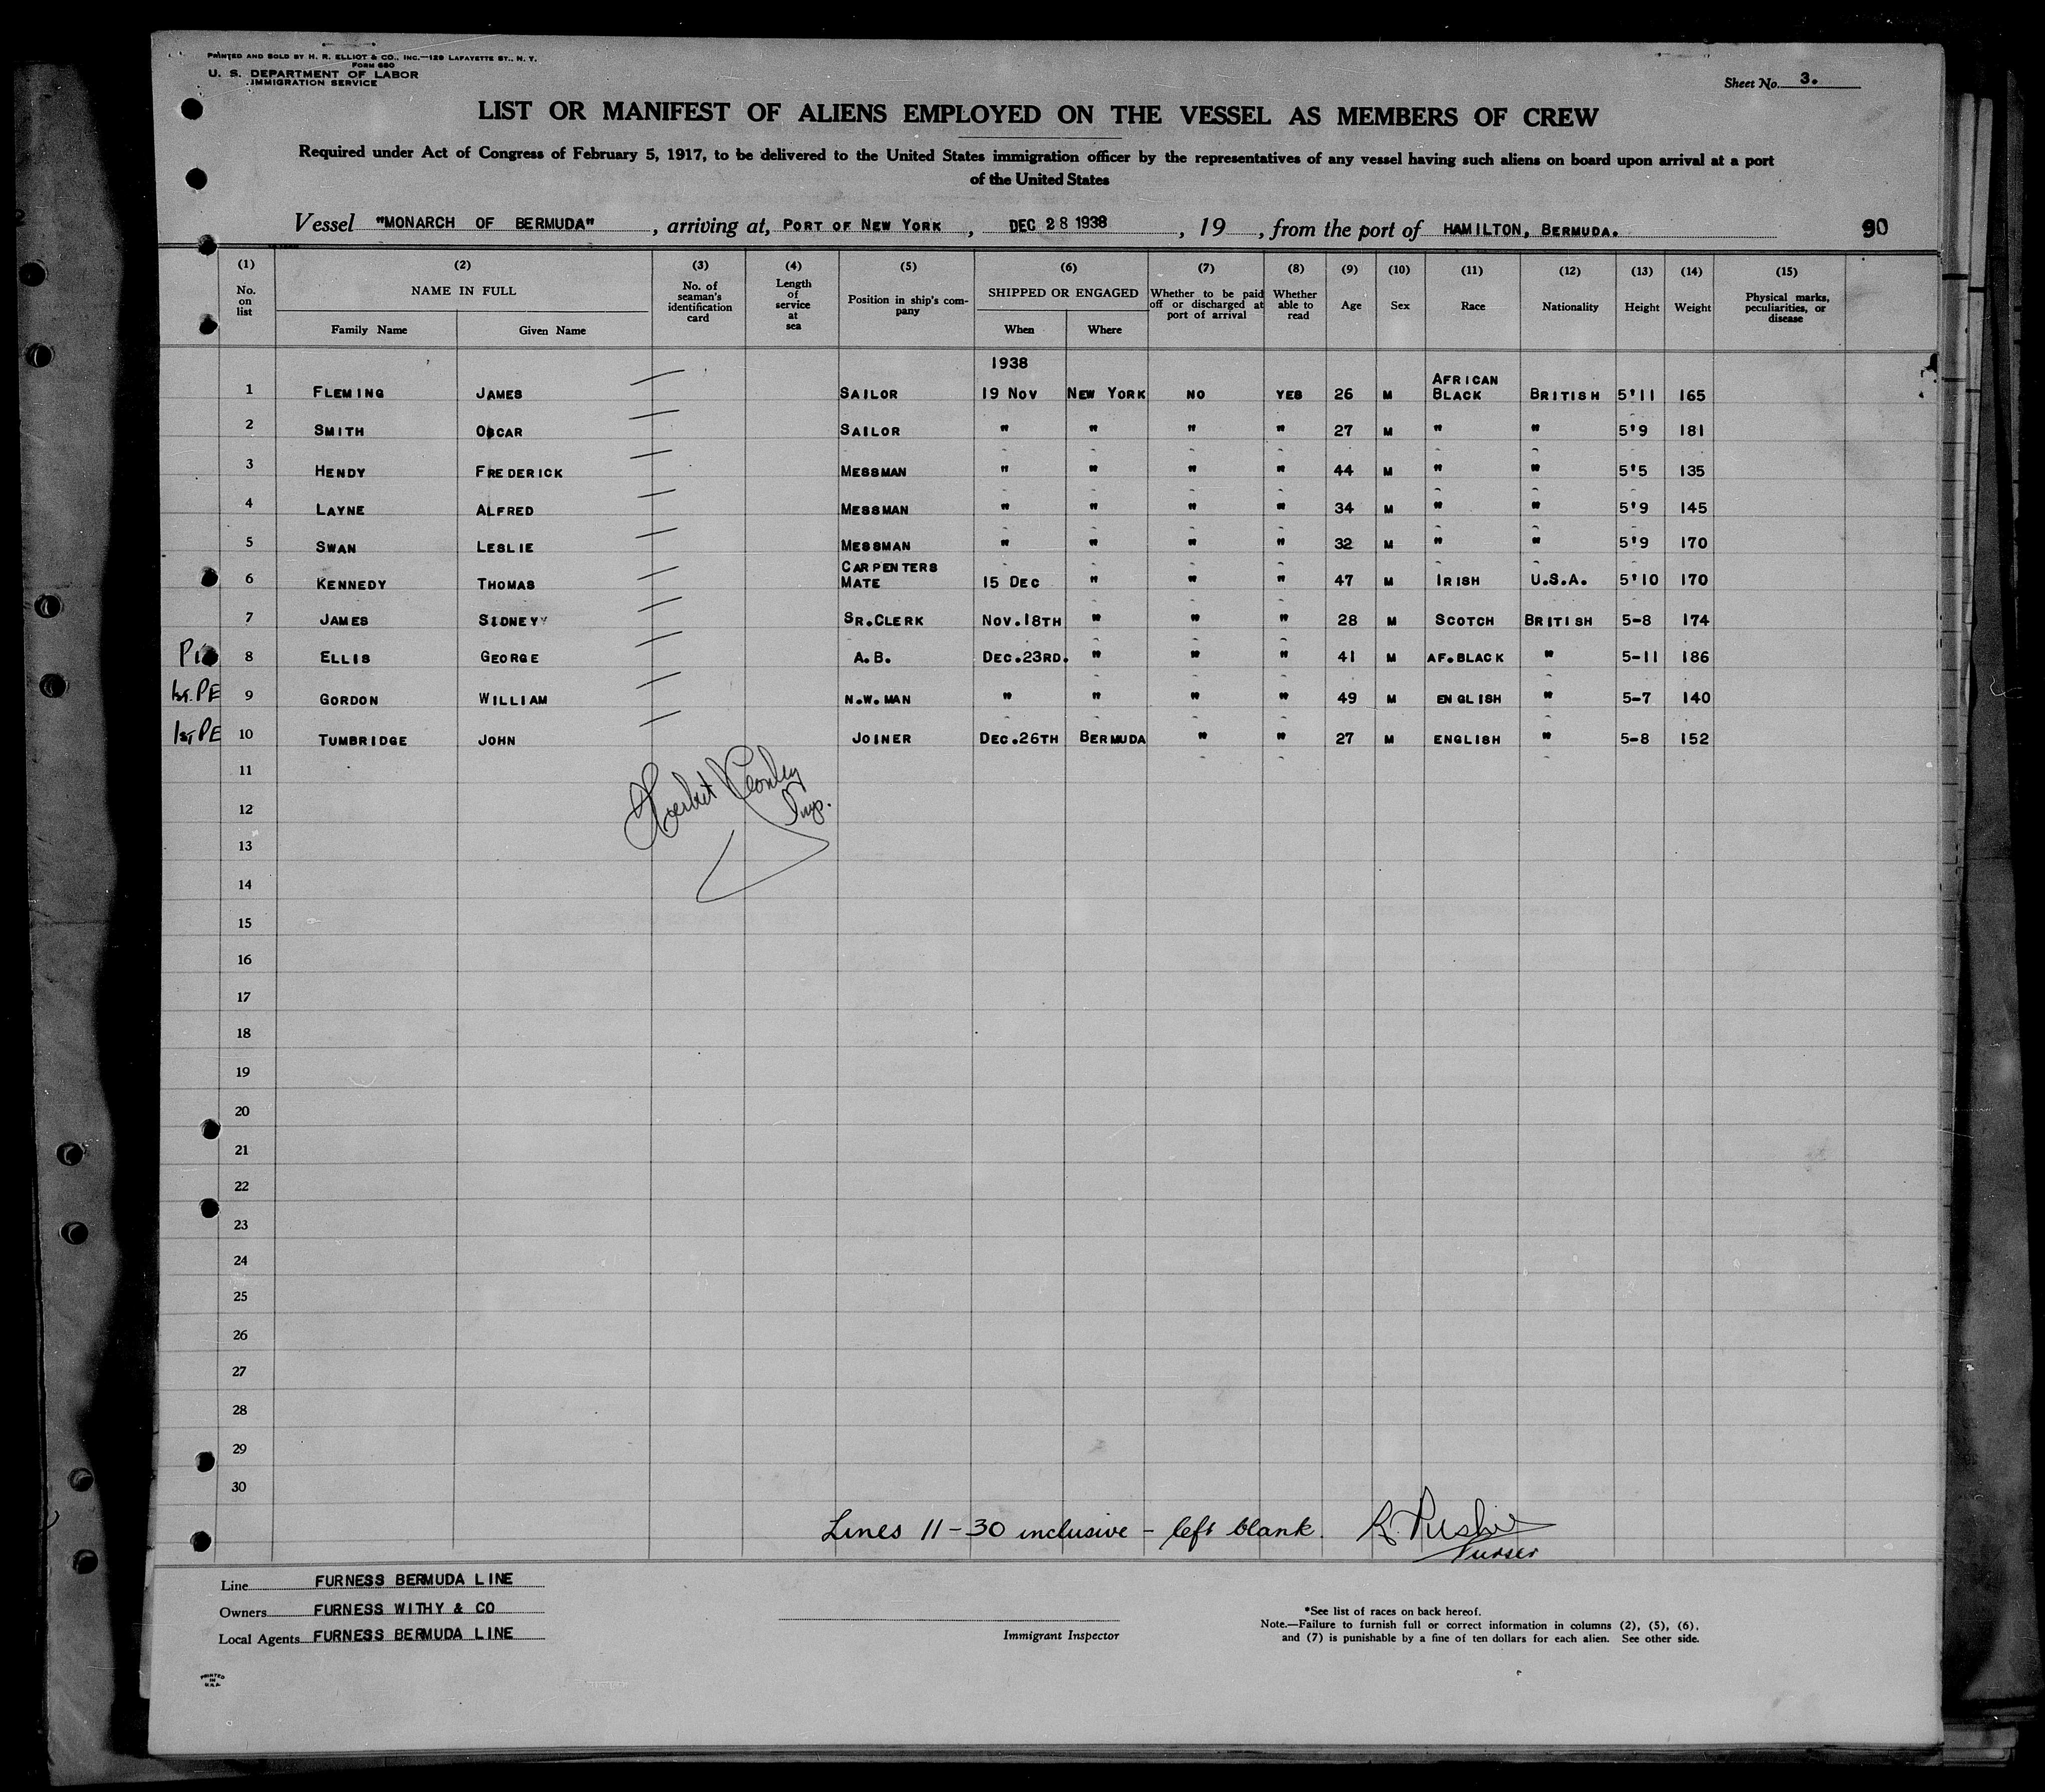 PRINTED AND SOLD BY H. R. ELLIOT & CO., INC.—129 LAFAYETTE ST., N. Y.
FORM 680
U. S. DEPARTMENT OF LABOR
IMMIGRATION SERVICE
Sheet No. 3.
LIST OR MANIFEST OF ALIENS EMPLOYED ON THE VESSEL AS MEMBERS OF CREW
Required under Act of Congress of February 5, 1917, to be delivered to the United States immigration officer by the representatives of any vessel having such aliens on board upon arrival at a port
of the United States
Vessel "MONARCH OF BERMUDA", arriving at, PORT OF NEW YORK, DEC 28 1938, 19 , from the port of HAMILTON, BERMUDA. 90
(1) (2) (3) (4) (5) (6) (7) (8) (9) (10) (11) (12) (13) (14) (15)
No. on list NAME IN FULL Family Name Given Name No. of seaman's identification card Length of service at sea Position in ship's company SHIPPED OR ENGAGED When Where Whether to be paid off or discharged at port of arrival Whether able to read Age Sex Race Nationality Height Weight Physical marks, peculiarities, or disease
1938
1 FLEMING JAMES — SAILOR 19 NOV NEW YORK NO YES 26 M AFRICAN BLACK BRITISH 5'11 165
2 SMITH OSCAR — SAILOR " " " " 27 M " " 5'9 181
3 HENDY FREDERICK — MESSMAN " " " " 44 M " " 5'5 135
4 LAYNE ALFRED — MESSMAN " " " " 34 M " " 5'9 145
5 SWAN LESLIE — MESSMAN " " " " 32 M " " 5'9 170
6 KENNEDY THOMAS — CARPENTERS MATE 15 DEC " " " 47 M IRISH U.S.A. 5'10 170
7 JAMES SIDNEY — SR.CLERK NOV.18TH " " " 28 M SCOTCH BRITISH 5-8 174
8 ELLIS GEORGE — A.B. DEC.23RD. " " " 41 M AF.BLACK " 5-11 186
1st. PE 9 GORDON WILLIAM — N.W.MAN " " " " 49 M ENGLISH " 5-7 140
1st PE 10 TUMBRIDGE JOHN — JOINER DEC.26TH BERMUDA " " 27 M ENGLISH " 5-8 152
11
12
13
14
15
16
17
18
19
20
21
22
23
24
25
26
27
28
29
30
Lines 11-30 inclusive - left blank.
Purser
Line FURNESS BERMUDA LINE
Owners FURNESS WITHY & CO
Local Agents FURNESS BERMUDA LINE
Immigrant Inspector
*See list of races on back hereof.
Note.—Failure to furnish full or correct information in columns (2), (5), (6),
and (7) is punishable by a fine of ten dollars for each alien. See other side.
PRINTED
IN
U.S.A.